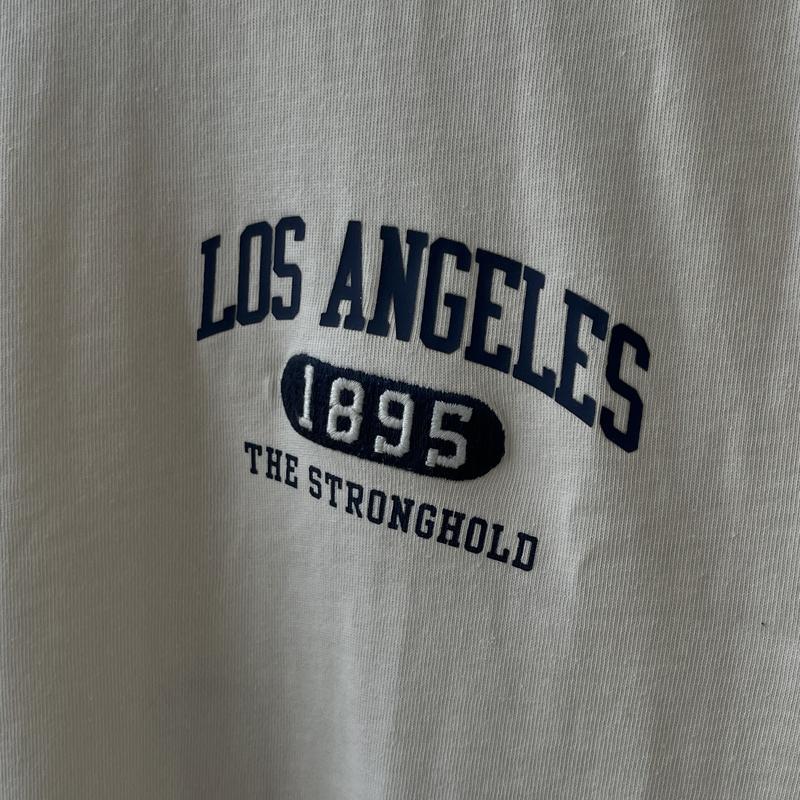 LOS ANGELES
1895
THE STRONGHOLD